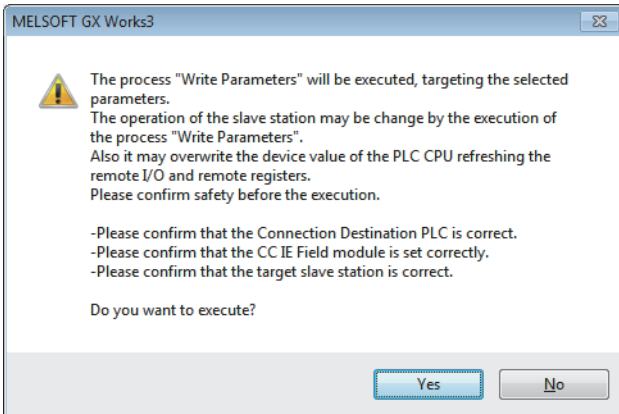 MELSOFT GX Works3
The process "Write Parameters" will be executed, targeting the selected
parameters.
The operation of the slave station may be change by the execution of
the process "Write Parameters".
Also it may overwrite the device value of the PLC CPU refreshing the
remote I/O and remote registers.
Please confirm safety before the execution.
-Please confirm that the Connection Destination PLC is correct.
-Please confirm that the CC IE Field module is set correctly.
-Please confirm that the target slave station is correct.
Do you want to execute?
Yes
No